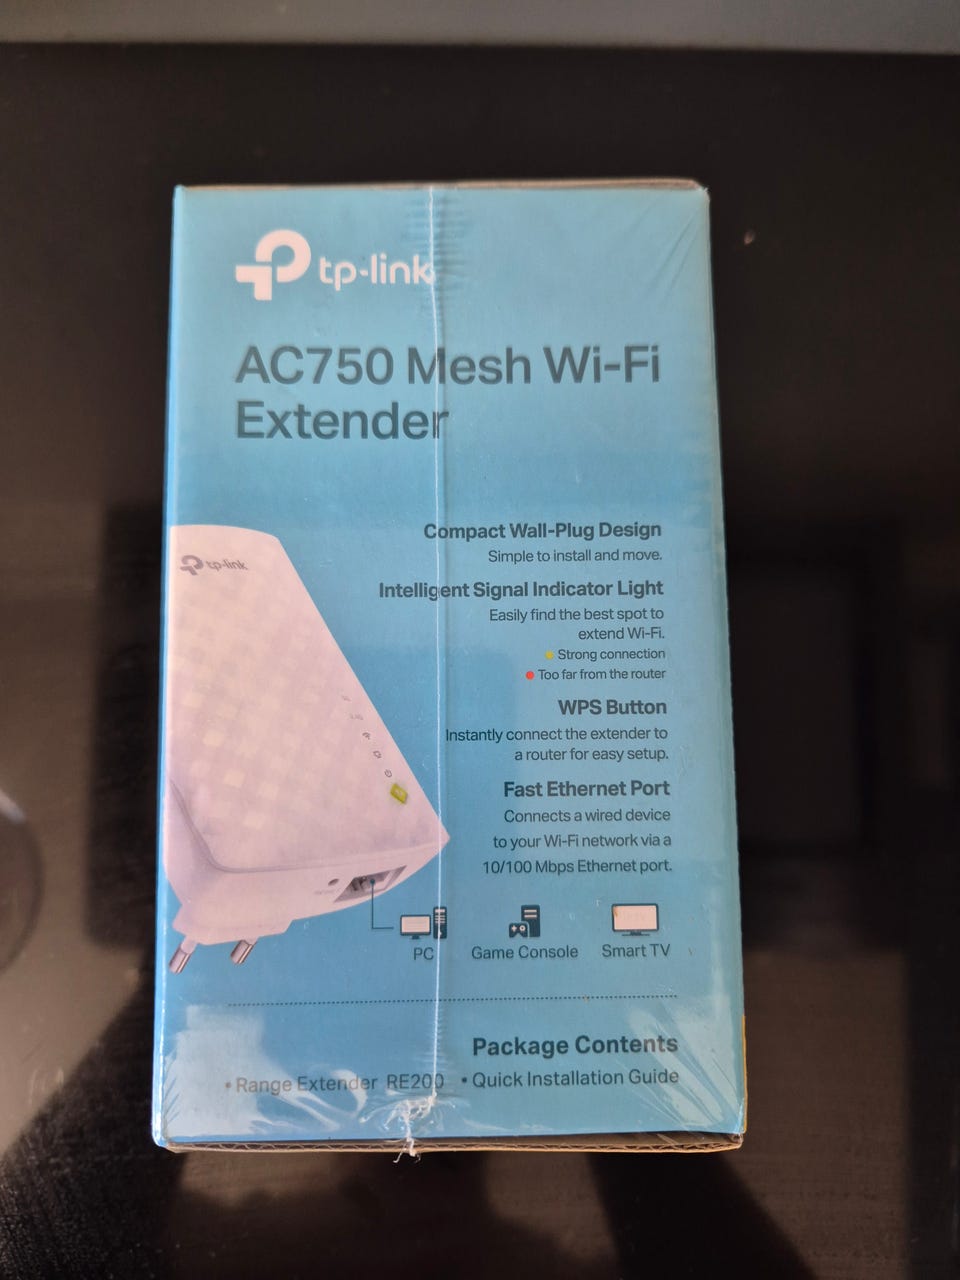 tp-link
AC750 Mesh Wi-Fi
Extender
Compact Wall-Plug Design
Simple to install and move.
tp-link
Intelligent Signal Indicator Light
Easily find the best spot to
extend Wi-Fi.
Strong connection
Too far from the router
WPS Button
Instantly connect the extender to
a router for easy setup.
Fast Ethernet Port
Connects a wired device
to your Wi-Fi network via a
10/100 Mbps Ethernet port.
PC
Game Console
Smart TV
Package Contents
• Range Extender RE200 • Quick Installation Guide